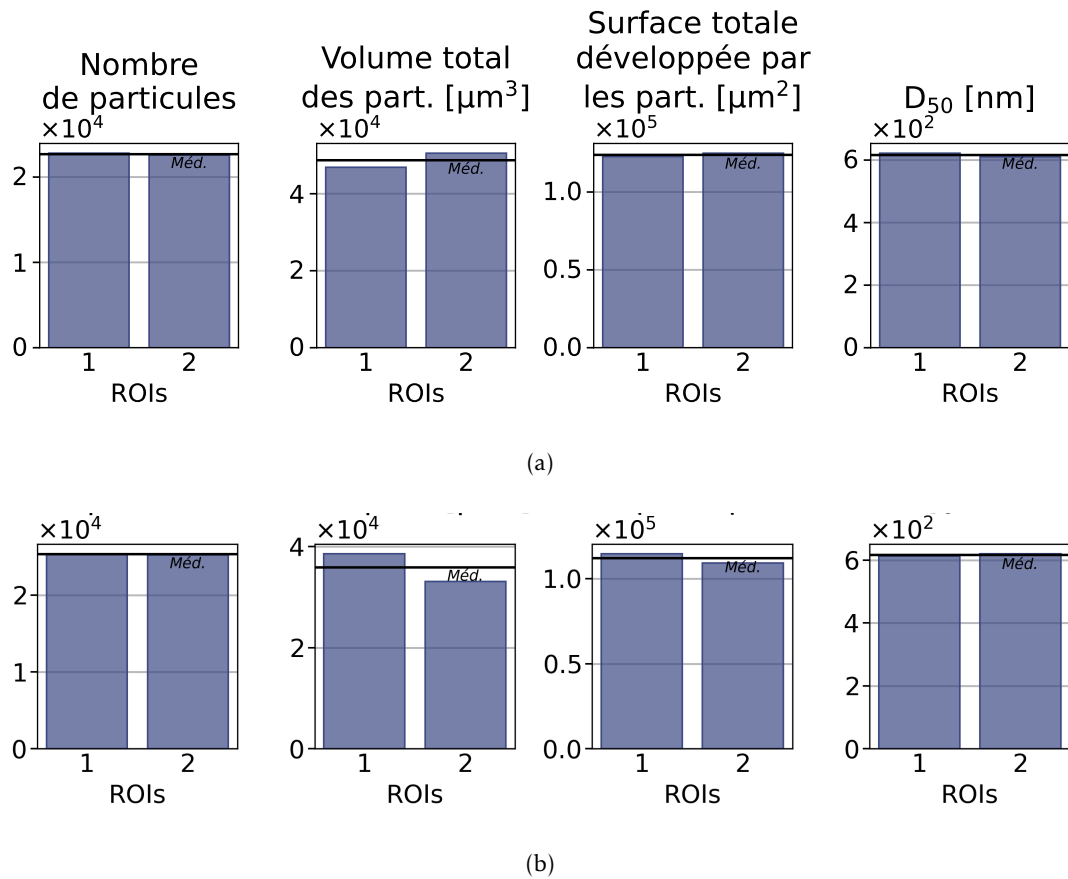 Nombre
de particules
×10⁴
2
1
0
1 2
ROIs
Méd.
Volume total
des part. [µm³]
×10⁴
4
2
0
1 2
ROIs
Méd.
Surface totale
développée par
les part. [µm²]
×10⁵
1.0
0.5
0.0
1 2
ROIs
Méd.
D₅₀ [nm]
×10²
6
4
2
0
1 2
ROIs
Méd.
(a)
×10⁴
2
1
0
1 2
ROIs
Méd.
×10⁴
4
2
0
1 2
ROIs
Méd.
×10⁵
1.0
0.5
0.0
1 2
ROIs
Méd.
×10²
6
4
2
0
1 2
ROIs
Méd.
(b)